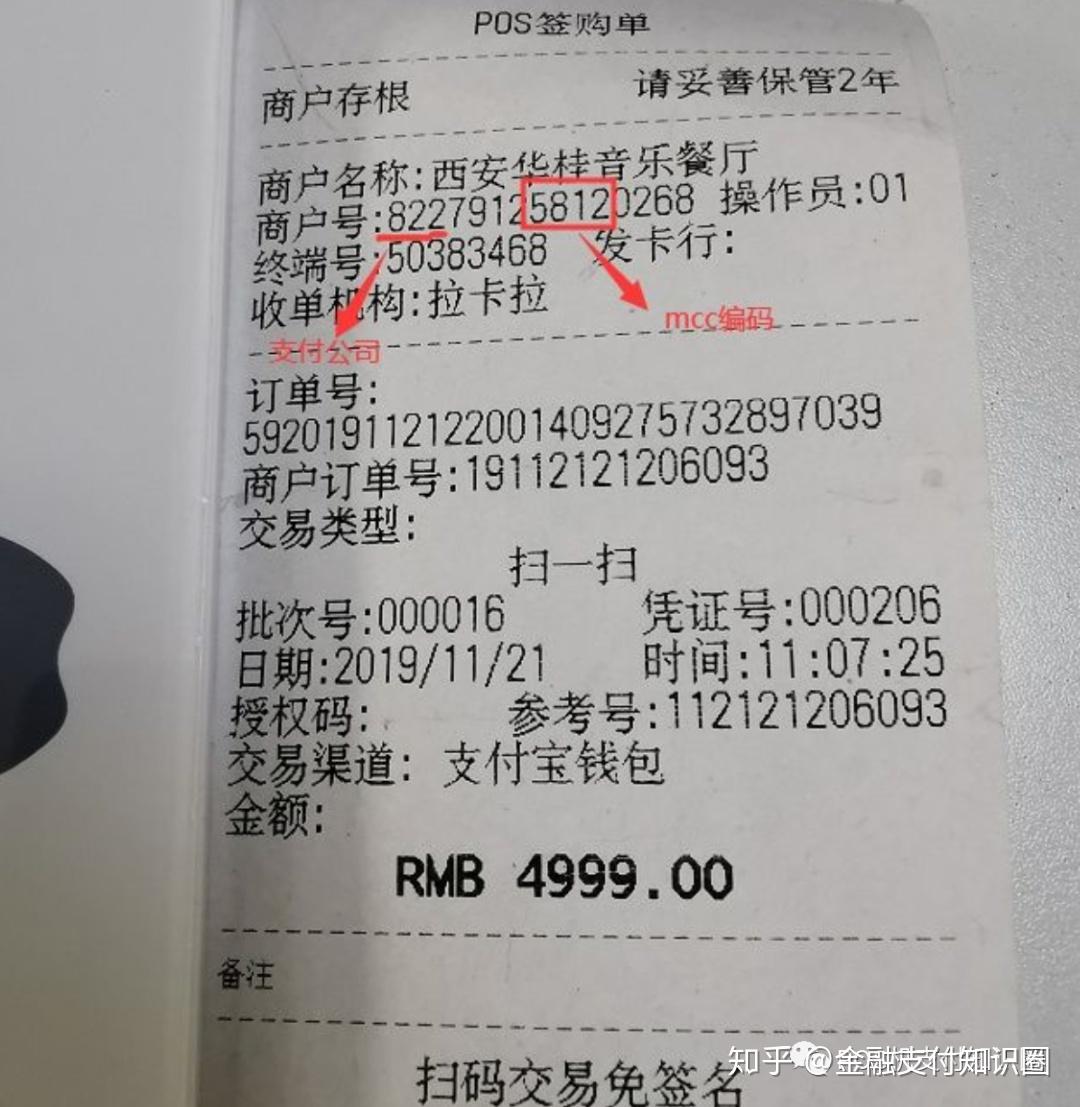 POS签购单
商户存根 请妥善保管2年
商户名称:西安华桂音乐餐厅
商户号:822791258120268 操作员:01
终端号:50383468 发卡行:
收单机构:拉卡拉
mcc编码
支付公司
订单号:
5920191121220014092757328970​39
商户订单号:19112121206093
交易类型:
扫一扫
批次号:000016 凭证号:000206
日期:2019/11/21 时间:11:07:25
授权码: 参考号:112121206093
交易渠道: 支付宝钱包
金额:
RMB 4999.00
备注
扫码交易免签名
知乎 @金融支付知识圈